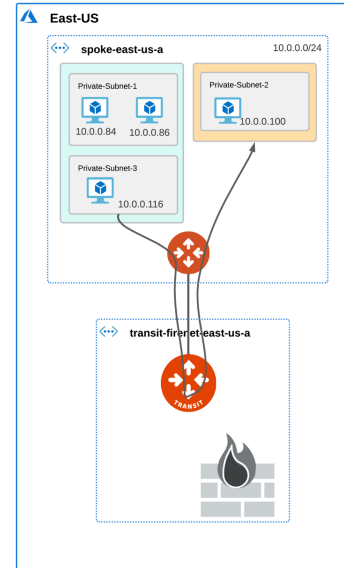 East-US
spoke-east-us-a
10.0.0.0/24
Private-Subnet-1
10.0.0.84
10.0.0.86
Private-Subnet-2
10.0.0.100
Private-Subnet-3
10.0.0.116
transit-firenet-east-us-a
TRANSIT